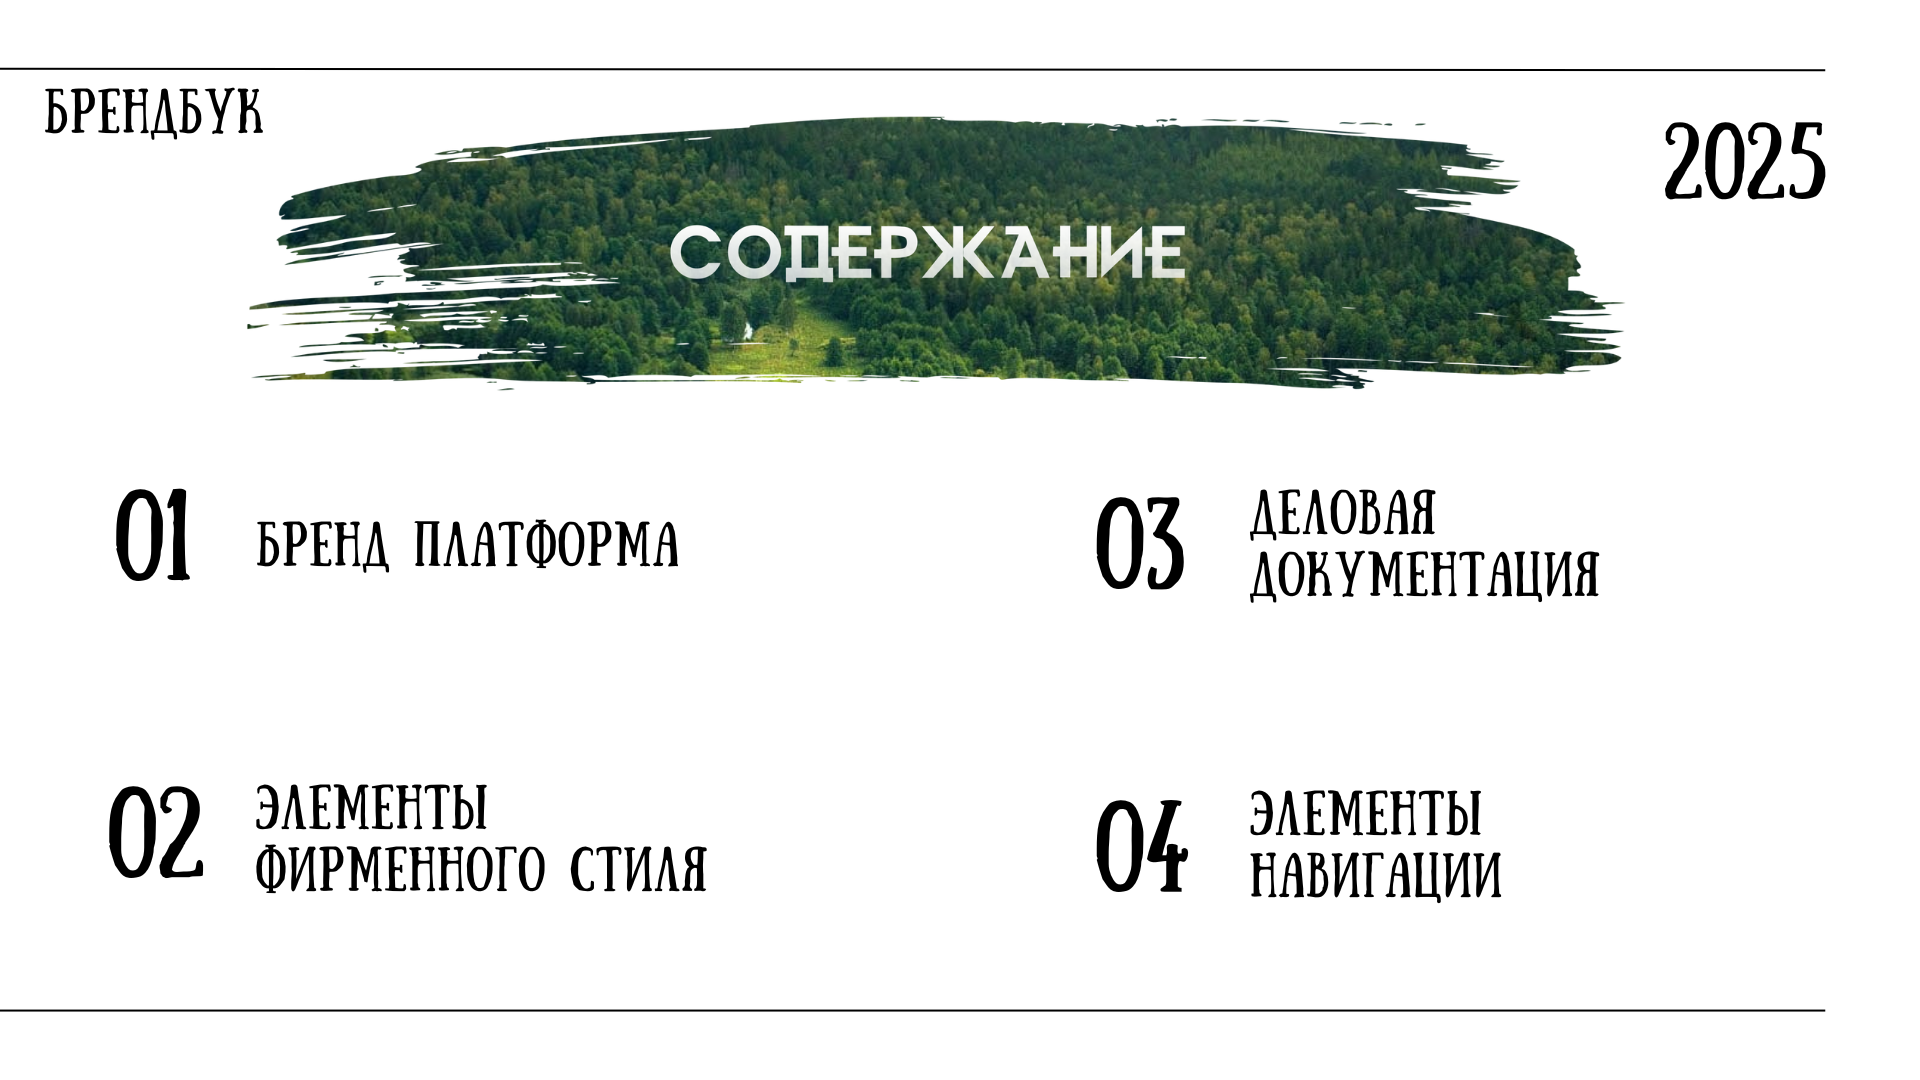 БРЕНДБУК
2025
СОДЕРЖАНИЕ
01
БРЕНД ПЛАТФОРМА
02
ЭЛЕМЕНТЫ
ФИРМЕННОГО СТИЛЯ
03
ДЕЛОВАЯ
ДОКУМЕНТАЦИЯ
04
ЭЛЕМЕНТЫ
НАВИГАЦИИ